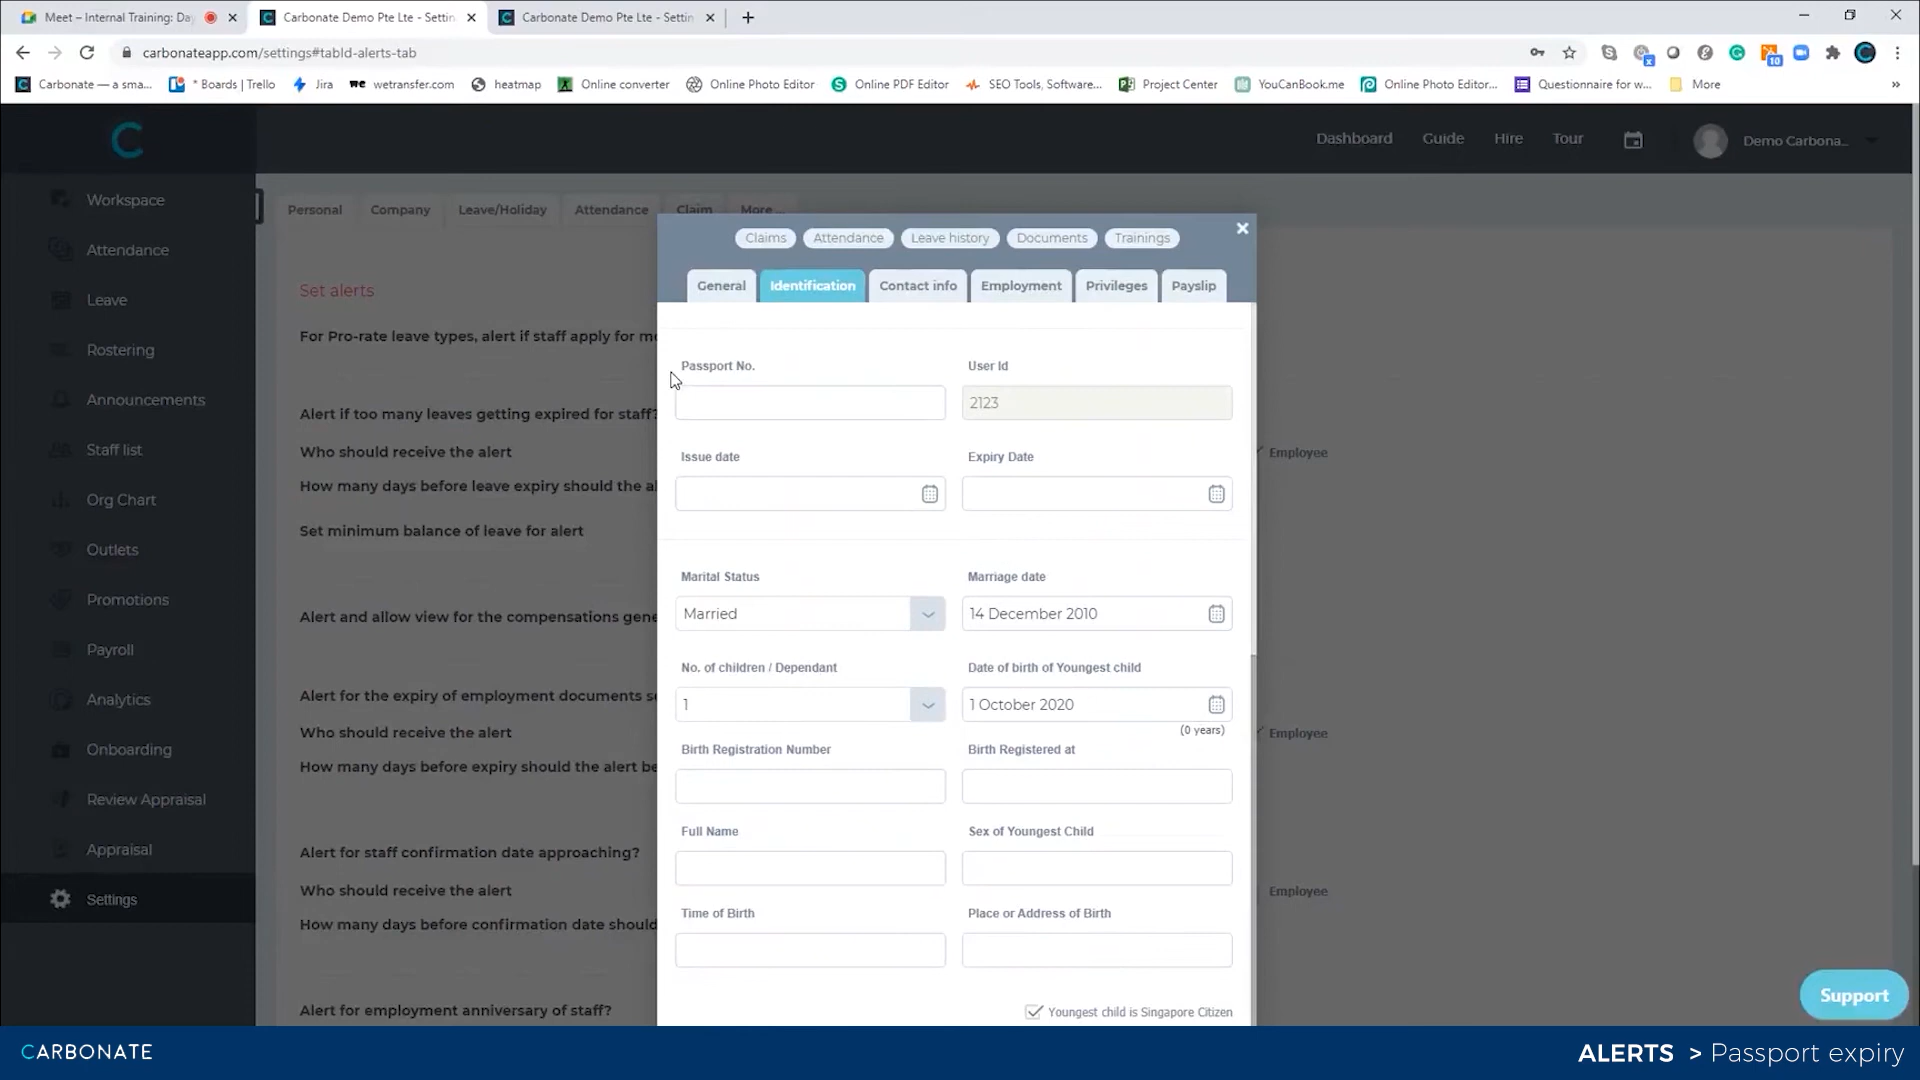 Meet – Internal Training: Da
Carbonate Demo Pte Lte - Settin
Carbonate Demo Pte Lte - Settin
carbonateapp.com/settings#tabId-alerts-tab
10
Carbonate — a sma...
* Boards | Trello
Jira
we wetransfer.com
heatmap
Online converter
Online Photo Editor
Online PDF Editor
SEO Tools, Software...
Project Center
YouCanBook.me
Online Photo Editor...
Questionnaire for w...
More
Dashboard
Guide
Hire
Tour
Demo Carbona...
Workspace
Attendance
Leave
Rostering
Announcements
Staff list
Org Chart
Outlets
Promotions
Payroll
Analytics
Onboarding
Review Appraisal
Appraisal
Settings
Personal
Company
Leave/Holiday
Attendance
Claim
More...
Set alerts
For Pro-rate leave types, alert if staff apply for m
Alert if too many leaves getting expired for staff?
Who should receive the alert
Employee
How many days before leave expiry should the al
Set minimum balance of leave for alert
Alert and allow view for the compensations gene
Alert for the expiry of employment documents s
Who should receive the alert
Employee
How many days before expiry should the alert be
Alert for staff confirmation date approaching?
Who should receive the alert
Employee
How many days before confirmation date should
Alert for employment anniversary of staff?
Claims
Attendance
Leave history
Documents
Trainings
General
Identification
Contact info
Employment
Privileges
Payslip
Passport No.
User Id
2123
Issue date
Expiry Date
Marital Status
Marriage date
Married
14 December 2010
No. of children / Dependant
Date of birth of Youngest child
1
1 October 2020
(0 years)
Birth Registration Number
Birth Registered at
Full Name
Sex of Youngest Child
Time of Birth
Place or Address of Birth
Youngest child is Singapore Citizen
Support
CARBONATE
ALERTS > Passport expiry